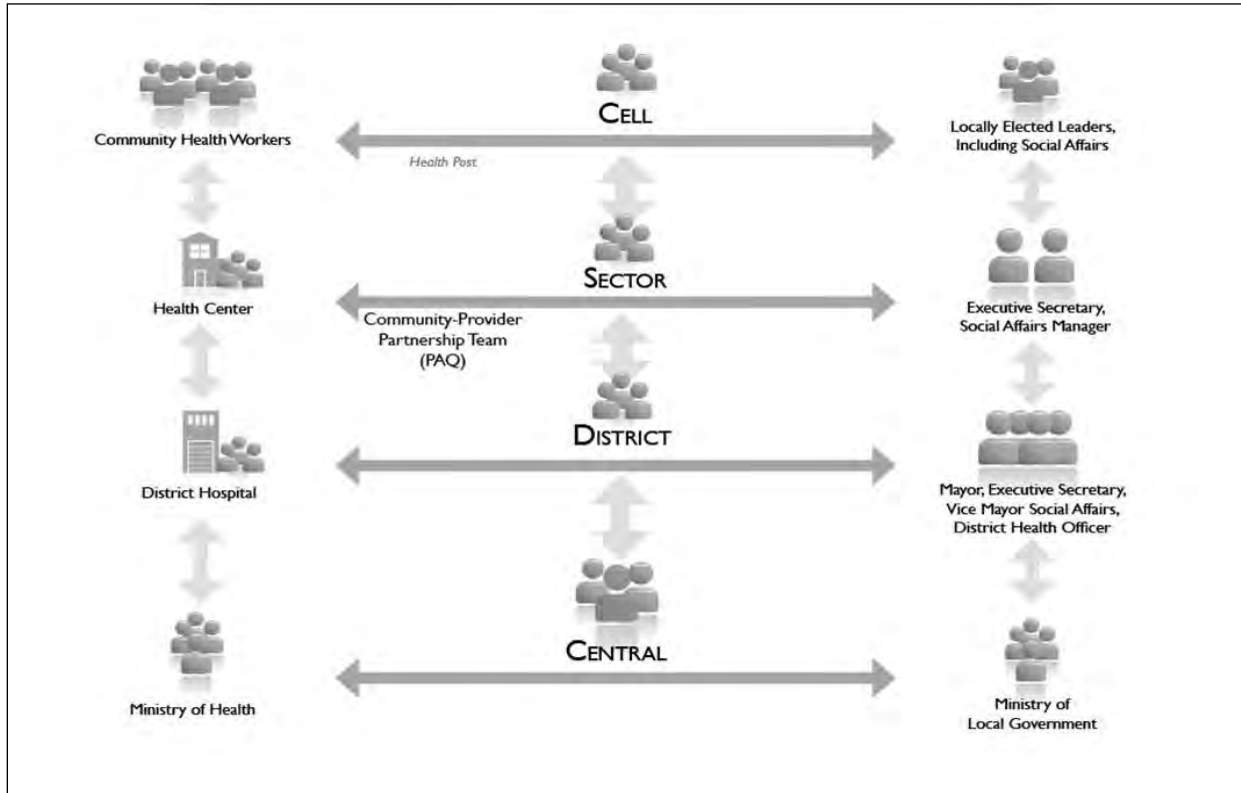 CELL
Community Health Workers
Health Post
Locally Elected Leaders,
Including Social Affairs
SECTOR
Health Center
Community-Provider
Partnership Team
(PAQ)
Executive Secretary,
Social Affairs Manager
DISTRICT
District Hospital
Mayor, Executive Secretary,
Vice Mayor Social Affairs,
District Health Officer
CENTRAL
Ministry of Health
Ministry of
Local Government